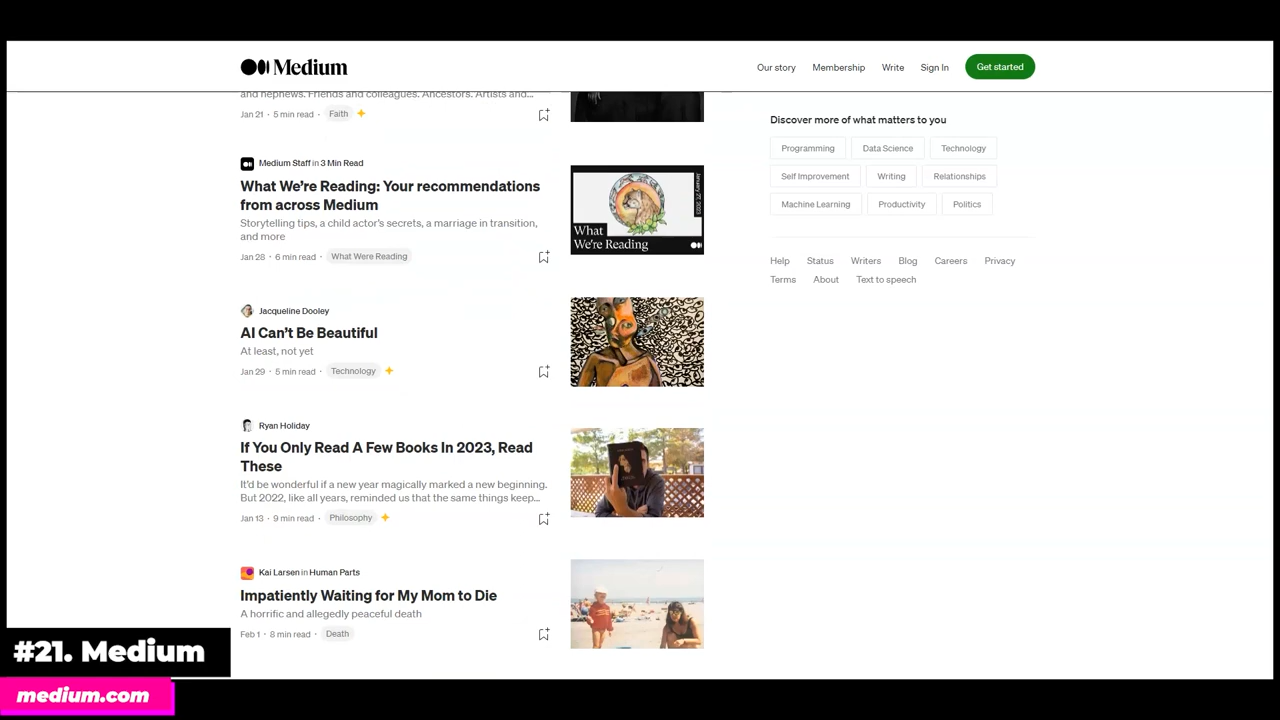 Medium
Our story Membership Write Sign In Get started
and nephews. Friends and colleagues. Ancestors. Artists and...
Jan 21 · 5 min read · Faith
Medium Staff in 3 Min Read
What We're Reading: Your recommendations
from across Medium
Storytelling tips, a child actor's secrets, a marriage in transition,
and more
Jan 28 · 6 min read · What Were Reading
What
We're Reading
January 27, 2023
Jacqueline Dooley
AI Can't Be Beautiful
At least, not yet
Jan 29 · 5 min read · Technology
Ryan Holiday
If You Only Read A Few Books In 2023, Read
These
It'd be wonderful if a new year magically marked a new beginning.
But 2022, like all years, reminded us that the same things keep...
Jan 13 · 9 min read · Philosophy
Kai Larsen in Human Parts
Impatiently Waiting for My Mom to Die
A horrific and allegedly peaceful death
Feb 1 · 8 min read · Death
Discover more of what matters to you
Programming Data Science Technology
Self Improvement Writing Relationships
Machine Learning Productivity Politics
Help Status Writers Blog Careers Privacy
Terms About Text to speech
#21. Medium
medium.com